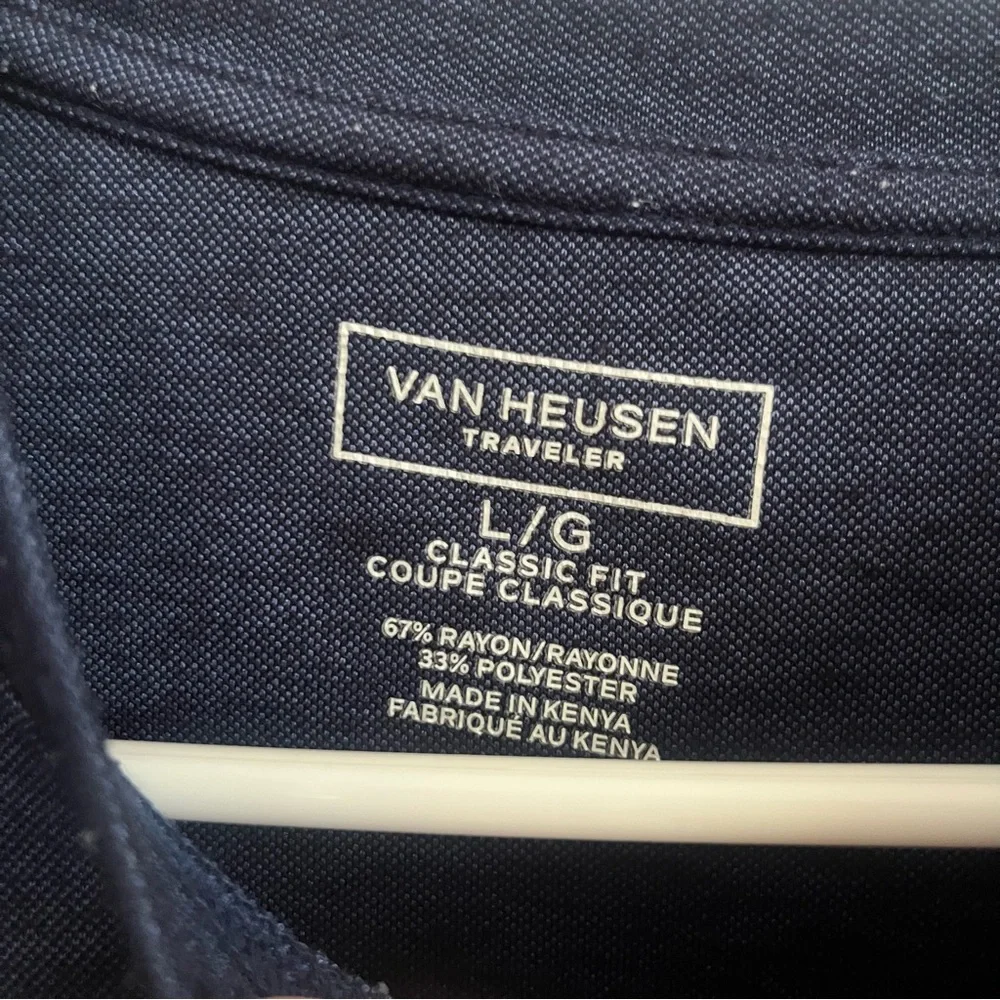 VAN HEUSEN
TRAVELER
L/G
CLASSIC FIT
COUPE CLASSIQUE
67% RAYON/RAYONNE
33% POLYESTER
MADE IN KENYA
FABRIQUÉ AU KENYA